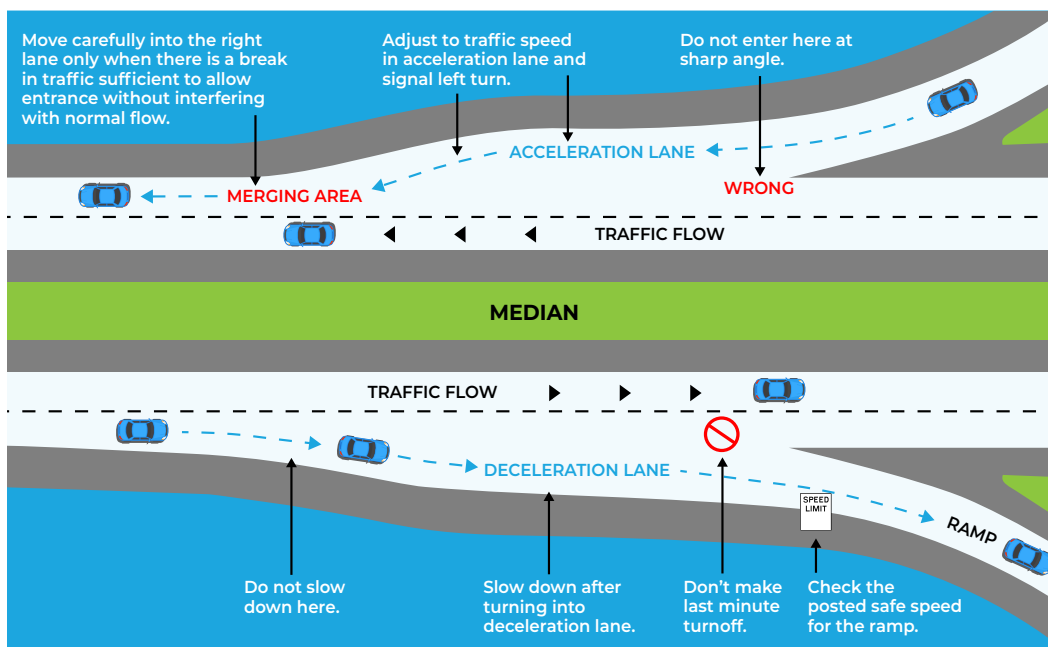 Move carefully into the right
lane only when there is a break
in traffic sufficient to allow
entrance without interfering
with normal flow.
Adjust to traffic speed
in acceleration lane and
signal left turn.
Do not enter here at
sharp angle.
ACCELERATION LANE
WRONG
MERGING AREA
TRAFFIC FLOW
MEDIAN
TRAFFIC FLOW
DECELERATION LANE
SPEED
LIMIT
RAMP
Do not slow
down here.
Slow down after
turning into
deceleration lane.
Don’t make
last minute
turnoff.
Check the
posted safe speed
for the ramp.